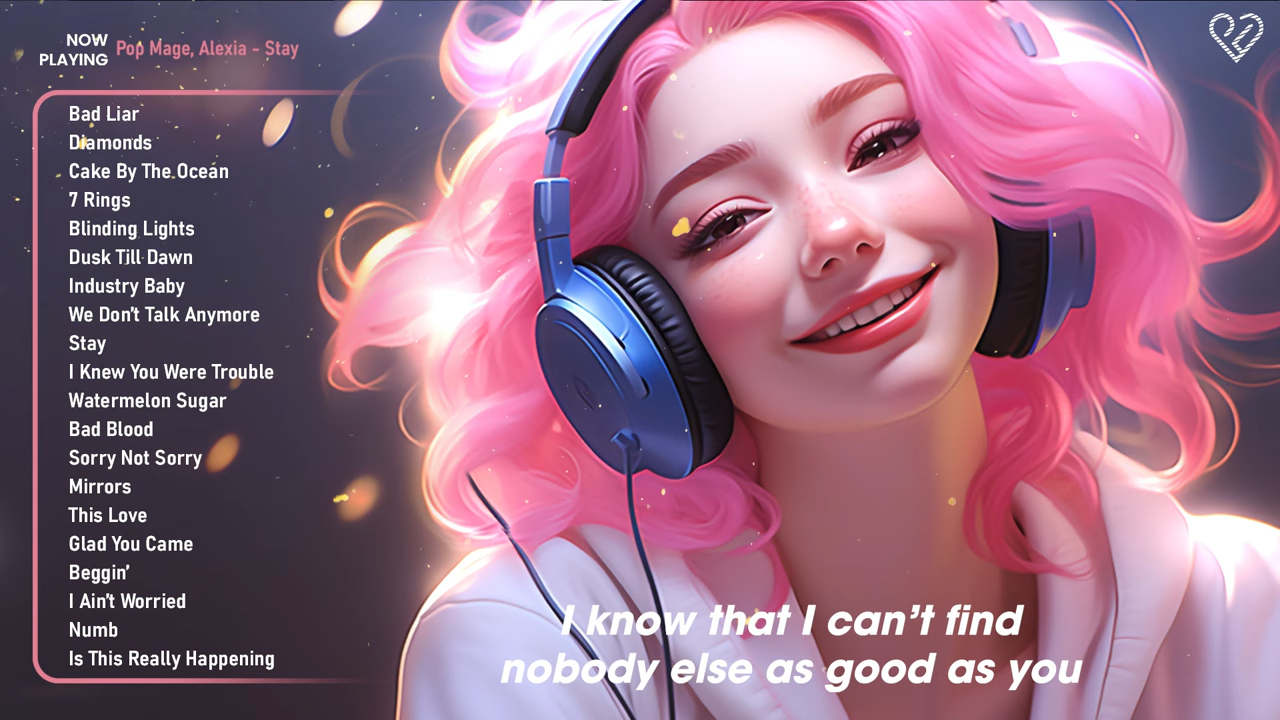 NOW
PLAYING
Pop Mage, Alexia - Stay
Bad Liar
Diamonds
Cake By The Ocean
7 Rings
Blinding Lights
Dusk Till Dawn
Industry Baby
We Don't Talk Anymore
Stay
I Knew You Were Trouble
Watermelon Sugar
Bad Blood
Sorry Not Sorry
Mirrors
This Love
Glad You Came
Beggin'
I Ain't Worried
Numb
Is This Really Happening
I know that I can't find
nobody else as good as you